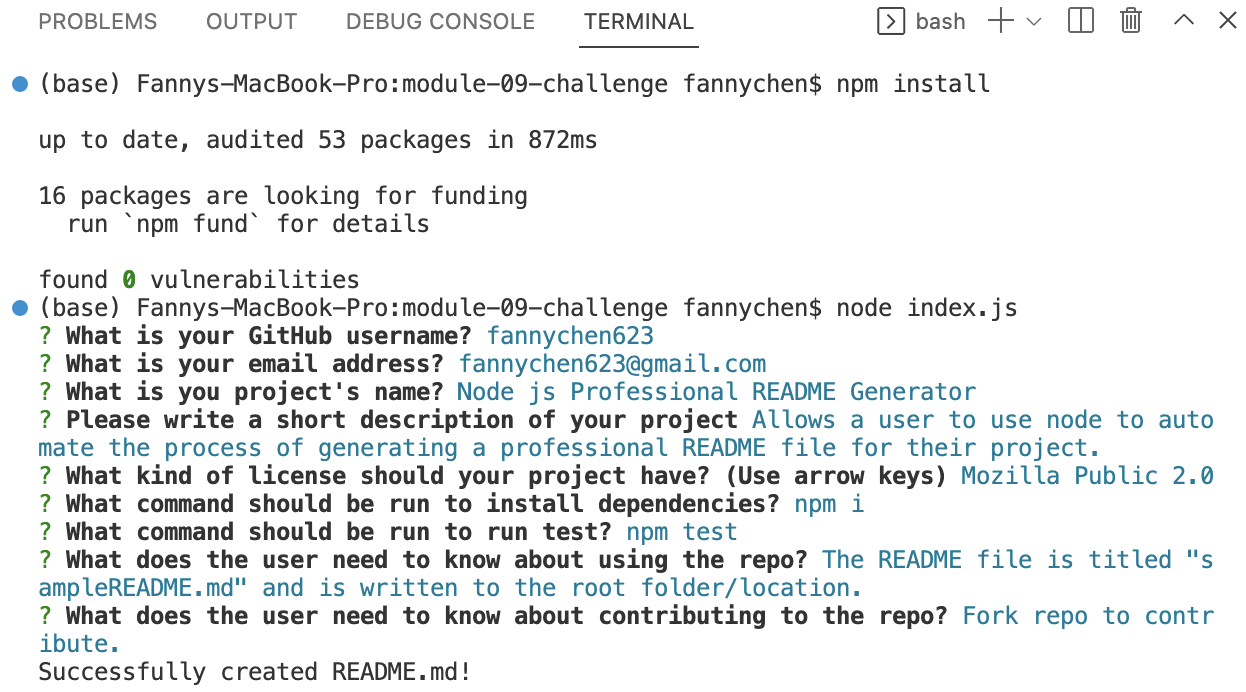 PROBLEMS OUTPUT DEBUG CONSOLE TERMINAL bash
(base) Fannys-MacBook-Pro:module-09-challenge fannychen$ npm install
up to date, audited 53 packages in 872ms
16 packages are looking for funding
run `npm fund` for details
found 0 vulnerabilities
(base) Fannys-MacBook-Pro:module-09-challenge fannychen$ node index.js
? What is your GitHub username? fannychen623
? What is your email address? fannychen623@gmail.com
? What is you project's name? Node js Professional README Generator
? Please write a short description of your project Allows a user to use node to auto
mate the process of generating a professional README file for their project.
? What kind of license should your project have? (Use arrow keys) Mozilla Public 2.0
? What command should be run to install dependencies? npm i
? What command should be run to run test? npm test
? What does the user need to know about using the repo? The README file is titled "s
ampleREADME.md" and is written to the root folder/location.
? What does the user need to know about contributing to the repo? Fork repo to contr
ibute.
Successfully created README.md!